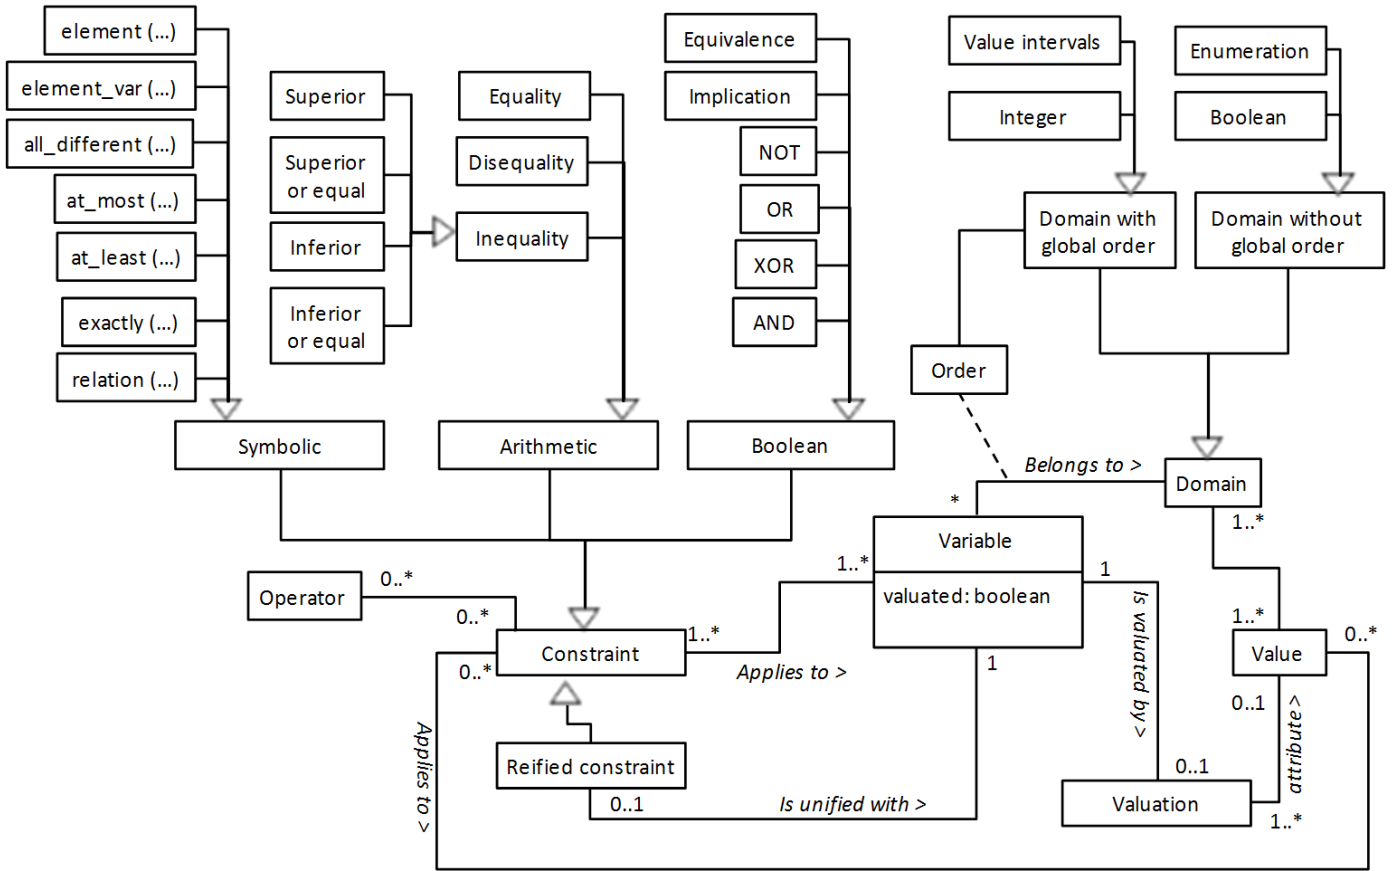 element (...)
element_var (...)
all_different (...)
at_most (...)
at_least (...)
exactly (...)
relation (...)
Superior
Superior
or equal
Inferior
Inferior
or equal
Equality
Disequality
Inequality
Equivalence
Implication
NOT
OR
XOR
AND
Value intervals
Integer
Enumeration
Boolean
Domain with
global order
Domain without
global order
Order
Symbolic
Arithmetic
Boolean
Belongs to >
Domain
*
1..*
Variable
valuated: boolean
1..*
1
Operator
0..*
0..*
Constraint
1..*
0..*
Applies to >
1
Is valuated by >
1..*
0..*
Value
0..1
attribute >
Applies to >
Reified constraint
0..1
Is unified with >
0..1
Valuation
1..*